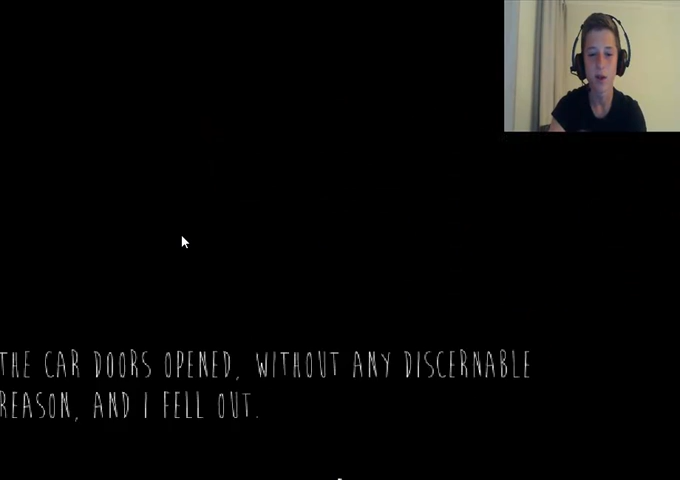 THE CAR DOORS OPENED, WITHOUT ANY DISCERNABLE
REASON, AND I FELL OUT.